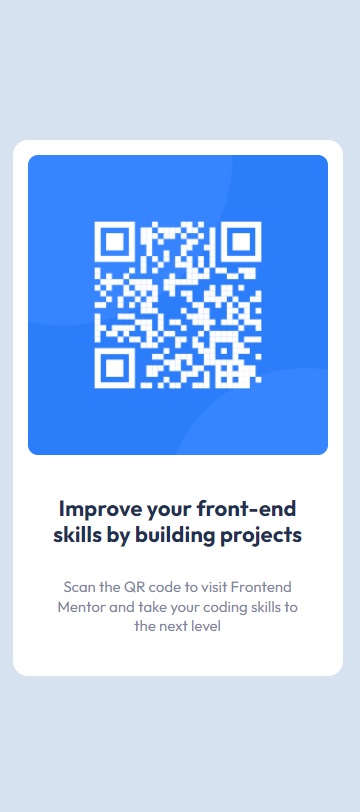 Improve your front-end
skills by building projects
Scan the QR code to visit Frontend
Mentor and take your coding skills to
the next level